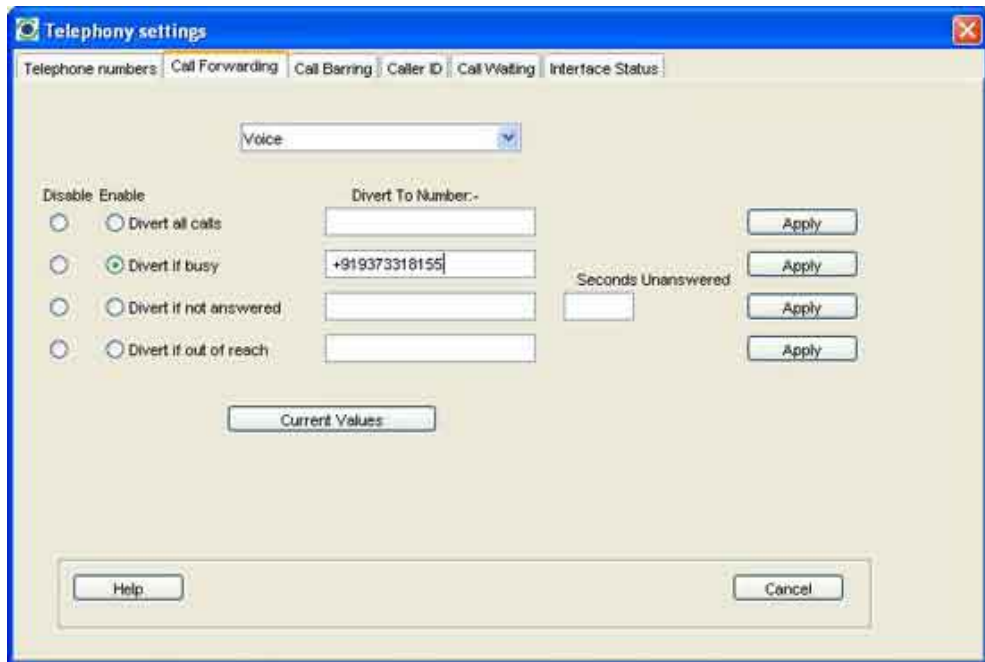 Telephony settings
Telephone numbers Call Forwarding Call Barring Caller ID Call Waiting Interface Status
Voice
Disable Enable Divert To Number:-
Divert all calls Apply
Divert if busy +919373318155 Apply
Seconds Unanswered
Divert if not answered Apply
Divert if out of reach Apply
Current Values
Help Cancel